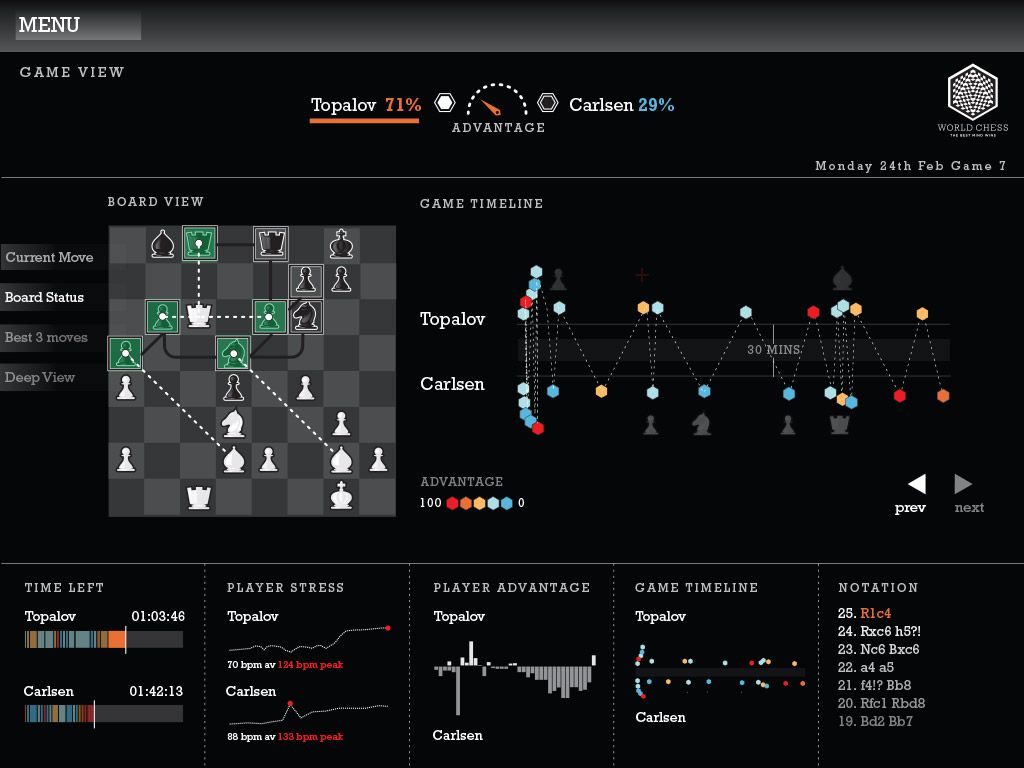 MENU
GAME VIEW
Topalov 71%
Carlsen 29%
ADVANTAGE
WORLD CHESS
THE BEST MIND WINS
Monday 24th Feb Game 7
BOARD VIEW
GAME TIMELINE
Current Move
Board Status
Best 3 moves
Deep View
Topalov
30 MINS
Carlsen
ADVANTAGE
100 0
prev next
TIME LEFT
Topalov 01:03:46
Carlsen 01:42:13
PLAYER STRESS
Topalov
70 bpm av 124 bpm peak
Carlsen
88 bpm av 133 bpm peak
PLAYER ADVANTAGE
Topalov
Carlsen
GAME TIMELINE
Topalov
Carlsen
NOTATION
25. R1c4
24. Rxc6 h5?!
23. Nc6 Bxc6
22. a4 a5
21. f4!? Bb8
20. Rfc1 Rbd8
19. Bd2 Bb7